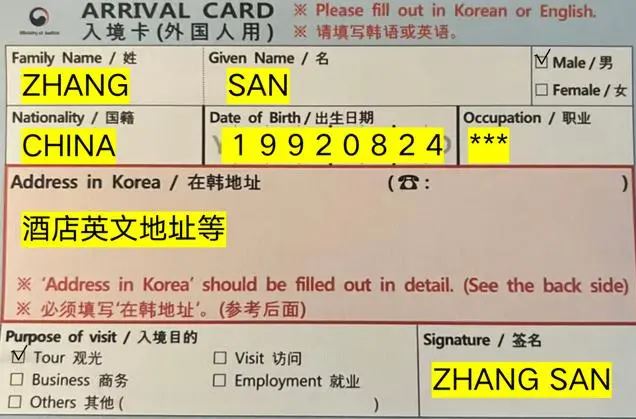 ARRIVAL CARD ※ Please fill out in Korean or English.
入境卡(外国人用) ※ 请填写韩语或英语。
Ministry of Justice
Family Name / 姓 Given Name / 名 Male / 男
ZHANG SAN Female / 女
Nationality / 国籍 Date of Birth / 出生日期 Occupation / 职业
CHINA 19920824 ***
Address in Korea / 在韩地址 (☎: )
酒店英文地址等
※ 'Address in Korea' should be filled out in detail. (See the back side)
※ 必须填写'在韩地址'。(参考后面)
Purpose of visit / 入境目的 Signature / 签名
Tour 观光 Visit 访问
Business 商务 Employment 就业 ZHANG SAN
Others 其他 ( )